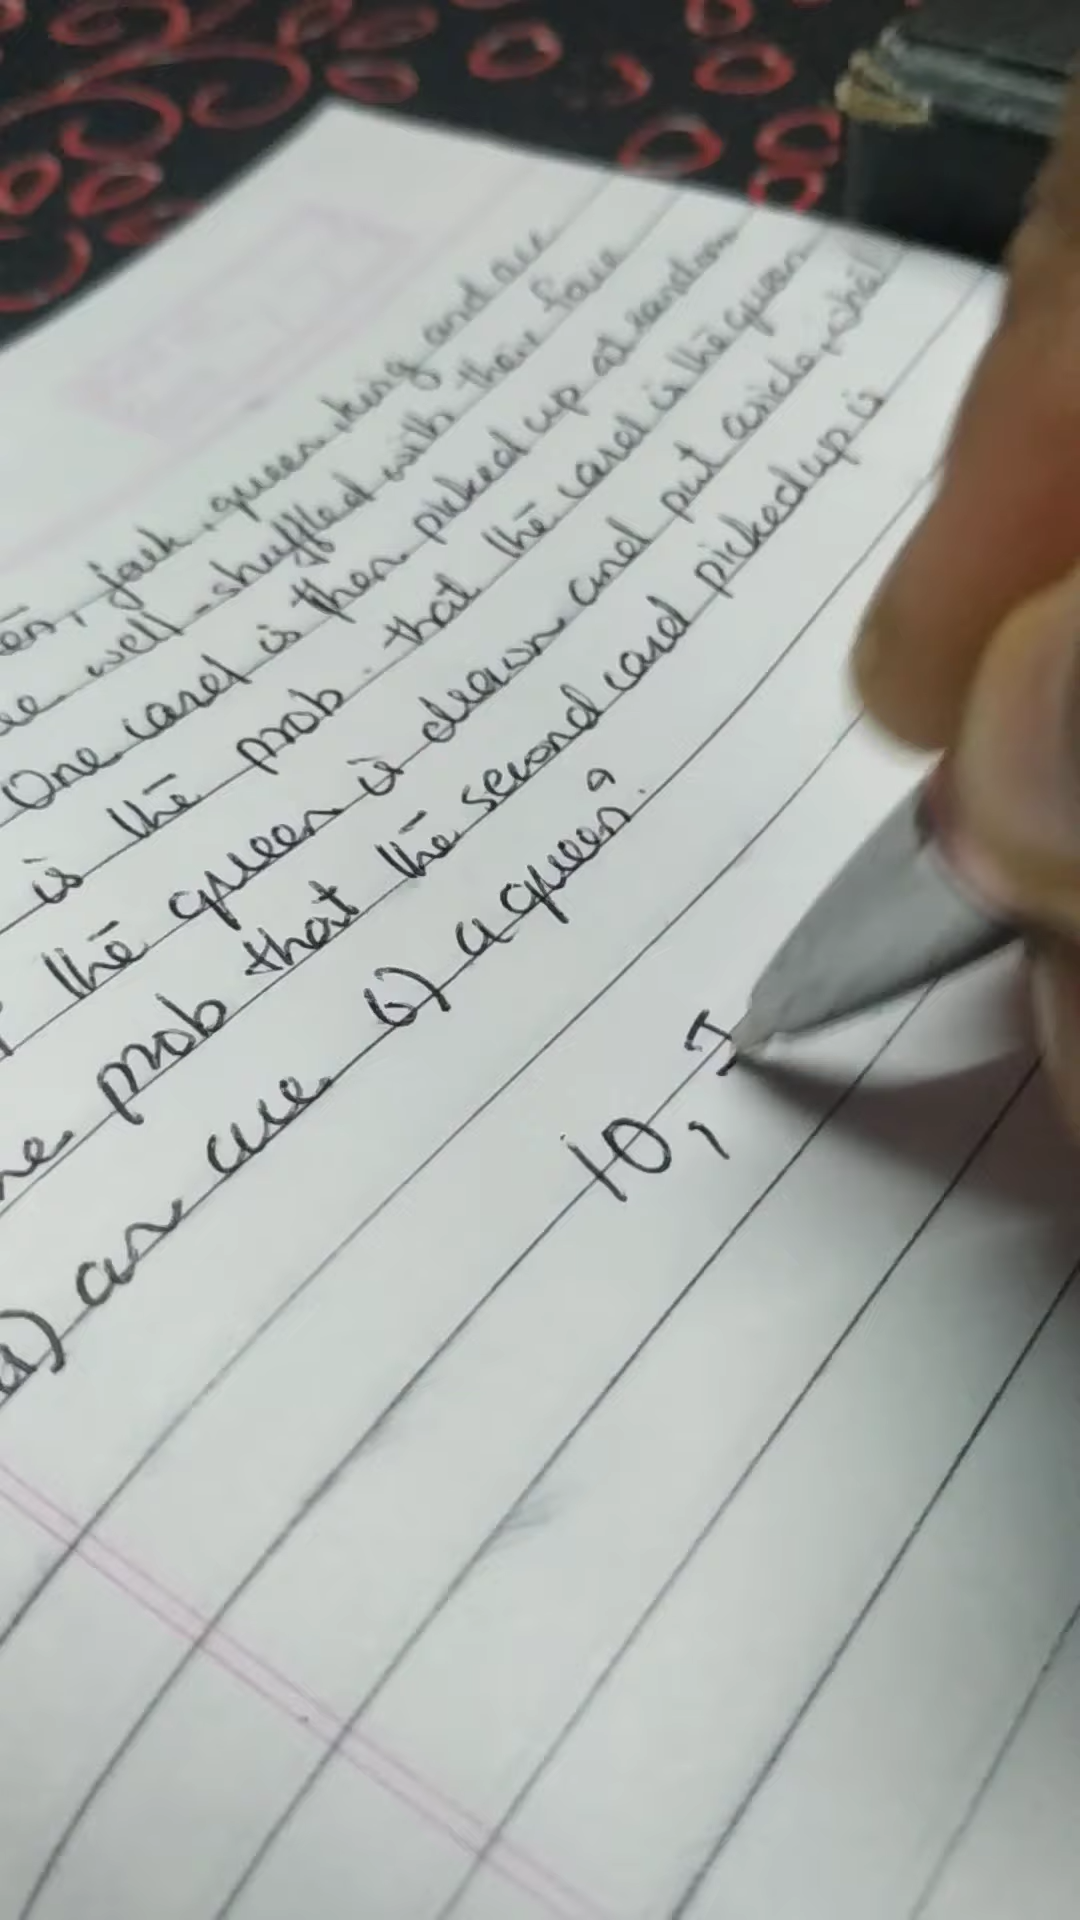 en, jack, queen, king and ace
are well-shuffled with their face
One card is then picked up at random
is the prob. that the card is the queen
the queen is drawn and put aside, what
prob that the second card picked up is
a) an ace (b) a queen?
10, J